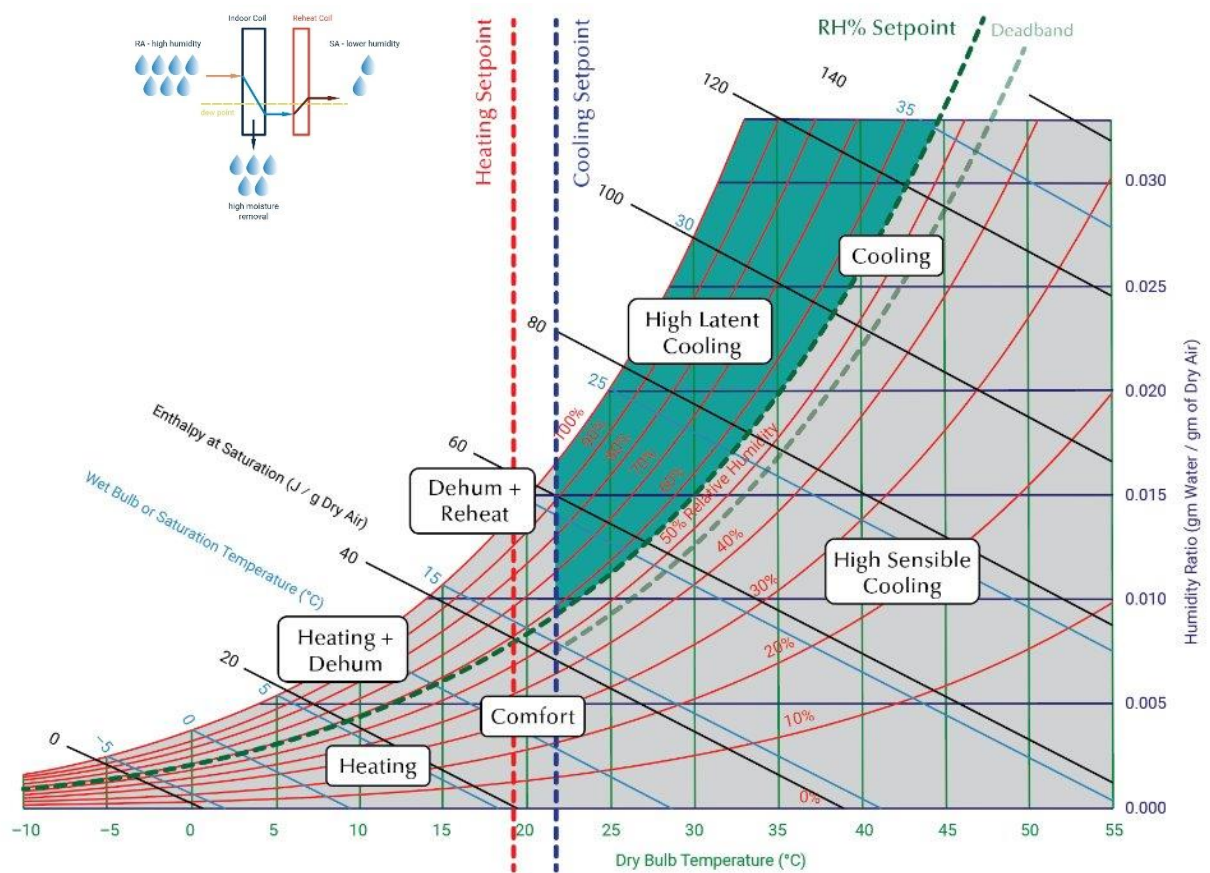 Indoor Coil
Reheat Coil
RA - high humidity
SA - lower humidity
dew point
high moisture
removal
Heating Setpoint
Cooling Setpoint
RH% Setpoint
Deadband
140
120
100
80
60
40
20
0
35
30
25
15
5
0
-5
Enthalpy at Saturation (J / g Dry Air)
Wet Bulb or Saturation Temperature (°C)
Cooling
High Latent
Cooling
Dehum +
Reheat
High Sensible
Cooling
Heating +
Dehum
Comfort
Heating
100%
90%
80%
70%
60%
50% Relative Humidity
40%
30%
20%
10%
0%
0.030
0.025
0.020
0.015
0.010
0.005
0.000
Humidity Ratio (gm Water / gm of Dry Air)
−10
−5
0
5
10
15
20
25
30
35
40
45
50
55
Dry Bulb Temperature (°C)